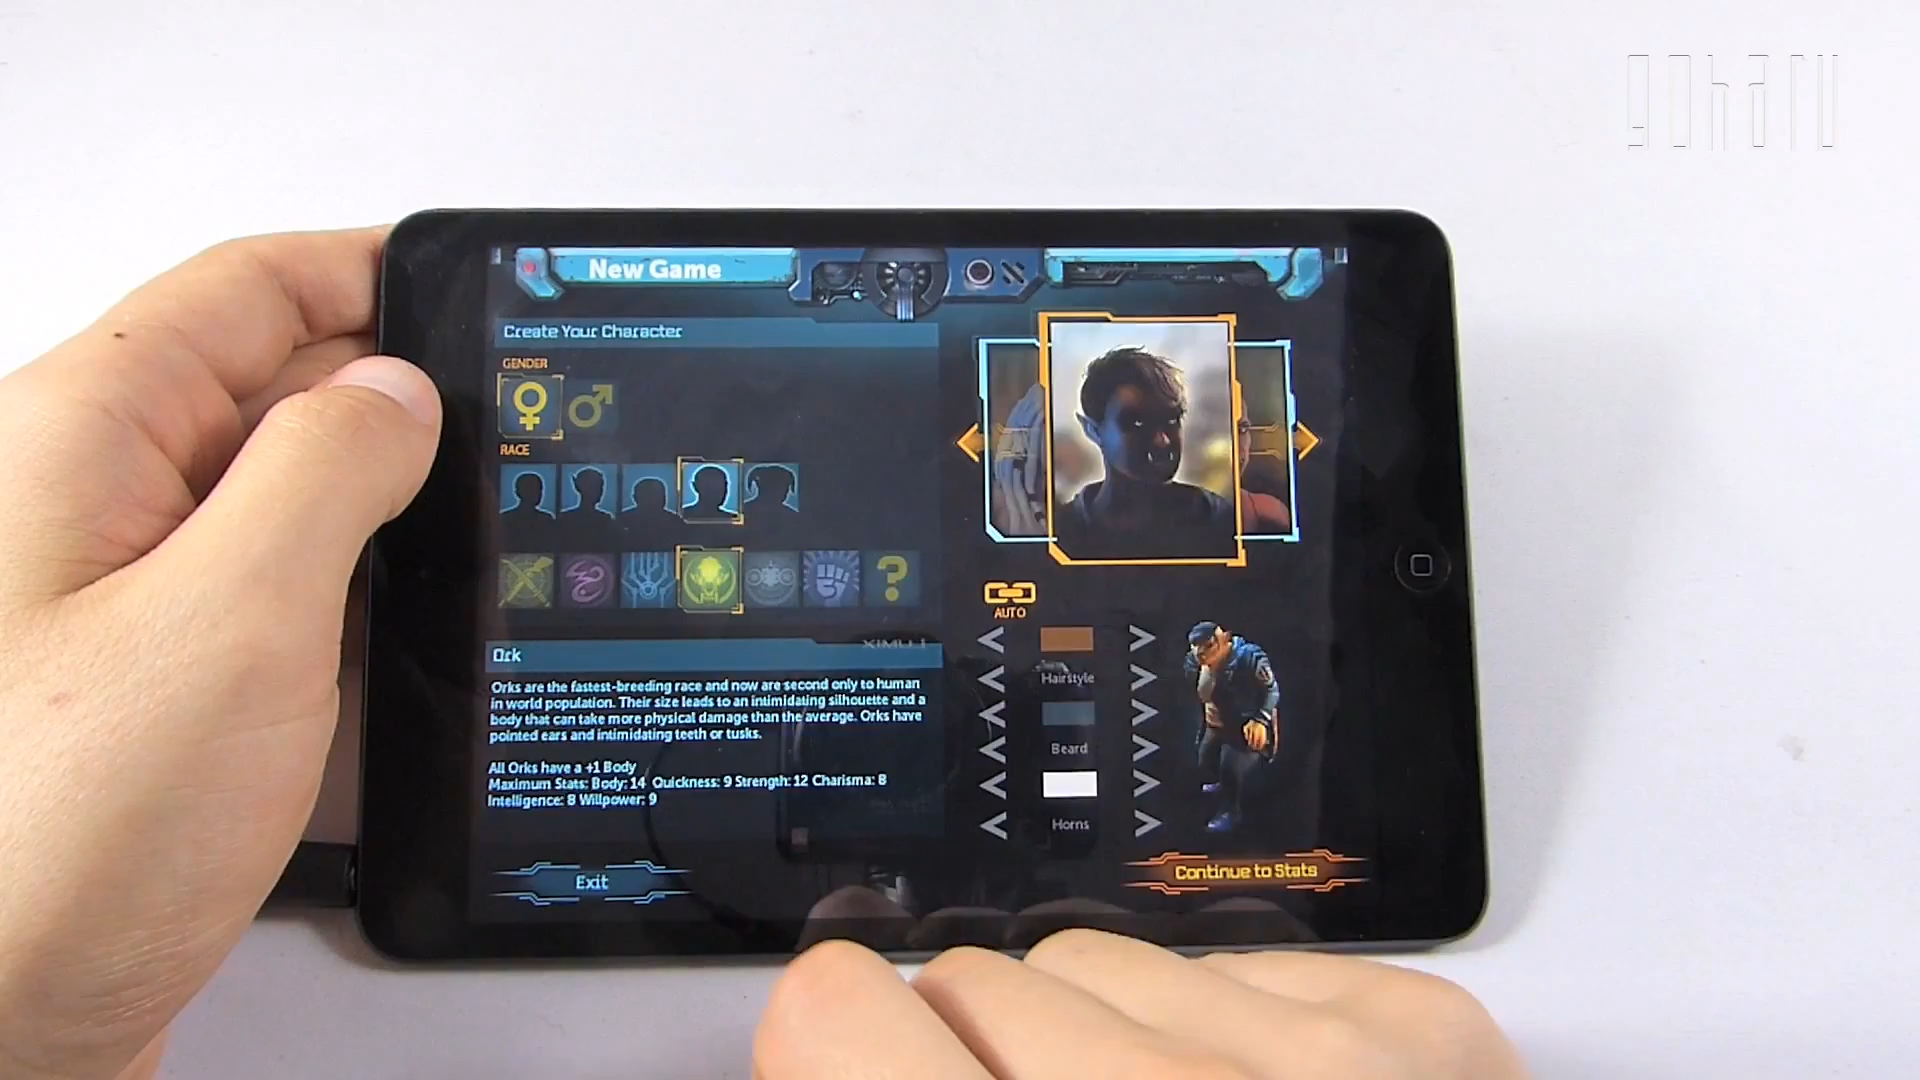 goharu
New Game
Create Your Character
GENDER
RACE
AUTO
Ork
Orks are the fastest-breeding race and now are second only to human
in world population. Their size leads to an intimidating silhouette and a
body that can take more physical damage than the average. Orks have
pointed ears and intimidating teeth or tusks.
All Orks have a +1 Body
Maximum Stats: Body: 14 Quickness: 9 Strength: 12 Charisma: 8
Intelligence: 8 Willpower: 9
Hairstyle
Beard
Horns
Exit
Continue to Stats